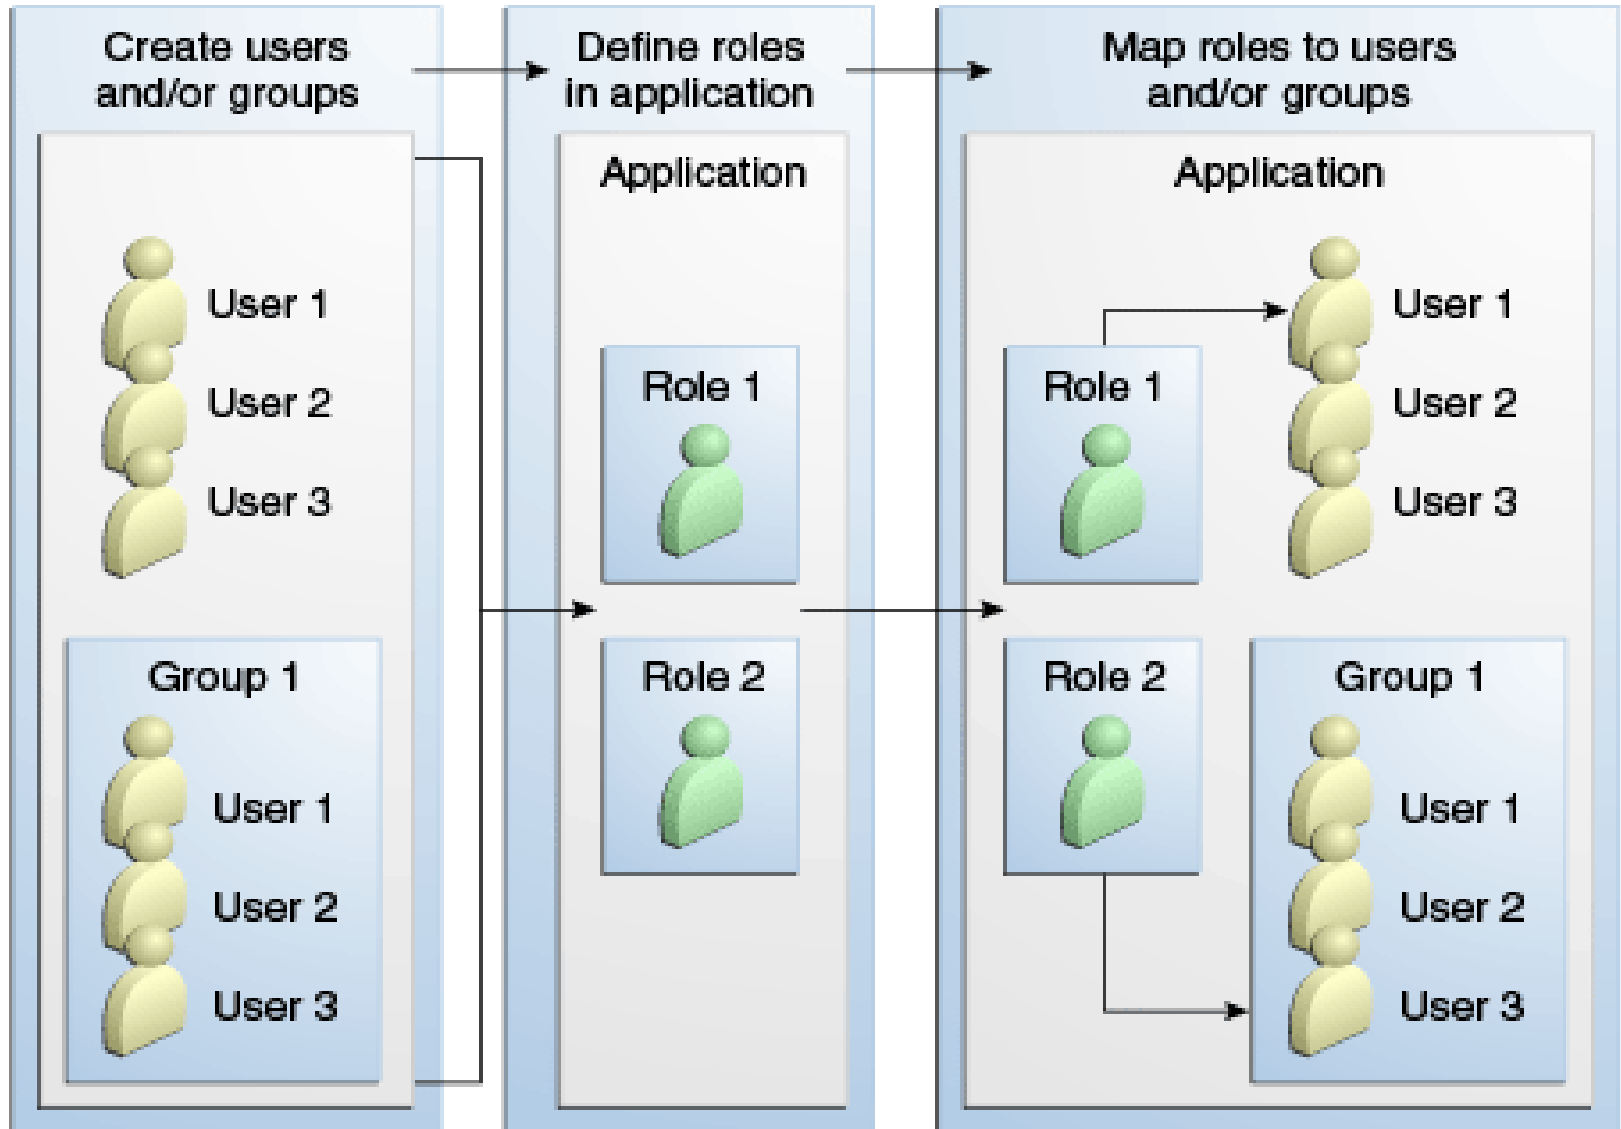 Create users
and/or groups
User 1
User 2
User 3
Group 1
User 1
User 2
User 3
Define roles
in application
Application
Role 1
Role 2
Map roles to users
and/or groups
Application
Role 1
User 1
User 2
User 3
Role 2
Group 1
User 1
User 2
User 3